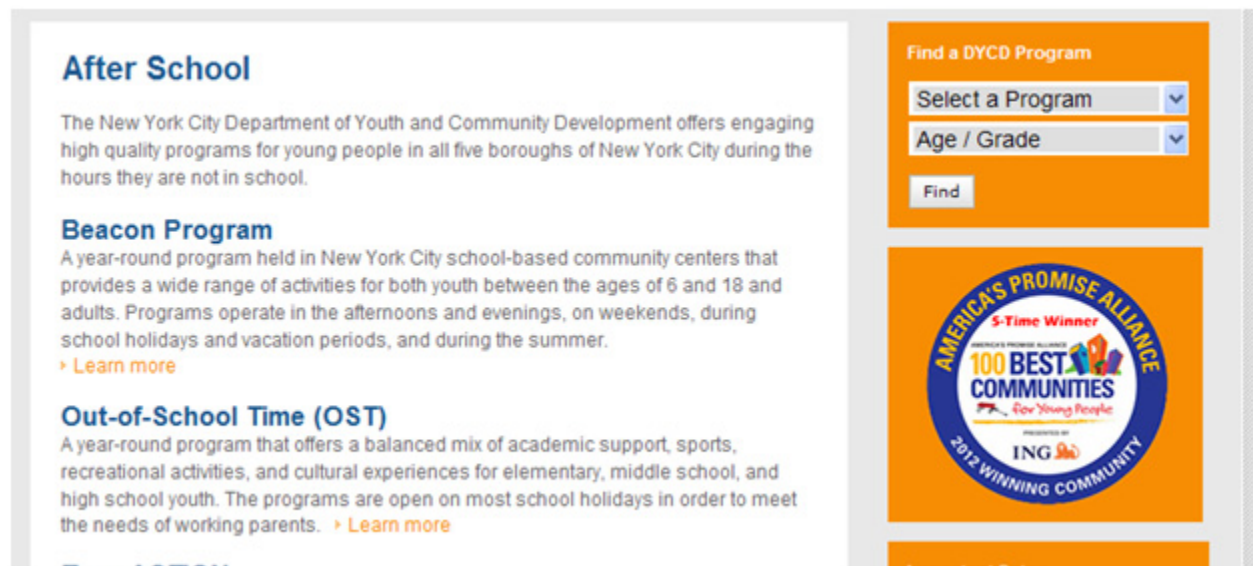 After School
The New York City Department of Youth and Community Development offers engaging
high quality programs for young people in all five boroughs of New York City during the
hours they are not in school.
Beacon Program
A year-round program held in New York City school-based community centers that
provides a wide range of activities for both youth between the ages of 6 and 18 and
adults. Programs operate in the afternoons and evenings, on weekends, during
school holidays and vacation periods, and during the summer.
Learn more
Out-of-School Time (OST)
A year-round program that offers a balanced mix of academic support, sports,
recreational activities, and cultural experiences for elementary, middle school, and
high school youth. The programs are open on most school holidays in order to meet
the needs of working parents. Learn more
Find a DYCD Program
Select a Program
Age / Grade
Find
AMERICA'S PROMISE ALLIANCE
5-Time Winner
AMERICA'S PROMISE ALLIANCE
100 BEST
COMMUNITIES
for Young People
PRESENTED BY
ING
2012 WINNING COMMUNITY